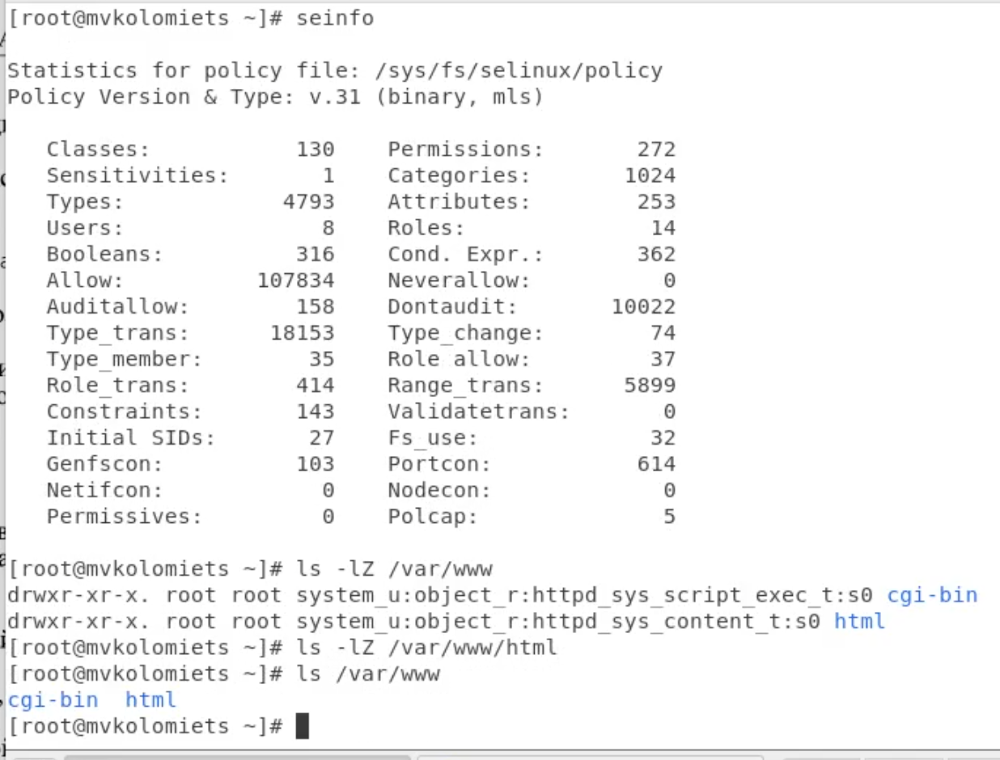 [root@mvkolomiets ~]# seinfo
Statistics for policy file: /sys/fs/selinux/policy
Policy Version & Type: v.31 (binary, mls)
Classes: 130 Permissions: 272
Sensitivities: 1 Categories: 1024
Types: 4793 Attributes: 253
Users: 8 Roles: 14
Booleans: 316 Cond. Expr.: 362
Allow: 107834 Neverallow: 0
Auditallow: 158 Dontaudit: 10022
Type_trans: 18153 Type_change: 74
Type_member: 35 Role allow: 37
Role_trans: 414 Range_trans: 5899
Constraints: 143 Validatetrans: 0
Initial SIDs: 27 Fs_use: 32
Genfscon: 103 Portcon: 614
Netifcon: 0 Nodecon: 0
Permissives: 0 Polcap: 5
[root@mvkolomiets ~]# ls -lZ /var/www
drwxr-xr-x. root root system_u:object_r:httpd_sys_script_exec_t:s0 cgi-bin
drwxr-xr-x. root root system_u:object_r:httpd_sys_content_t:s0 html
[root@mvkolomiets ~]# ls -lZ /var/www/html
[root@mvkolomiets ~]# ls /var/www
cgi-bin html
[root@mvkolomiets ~]#